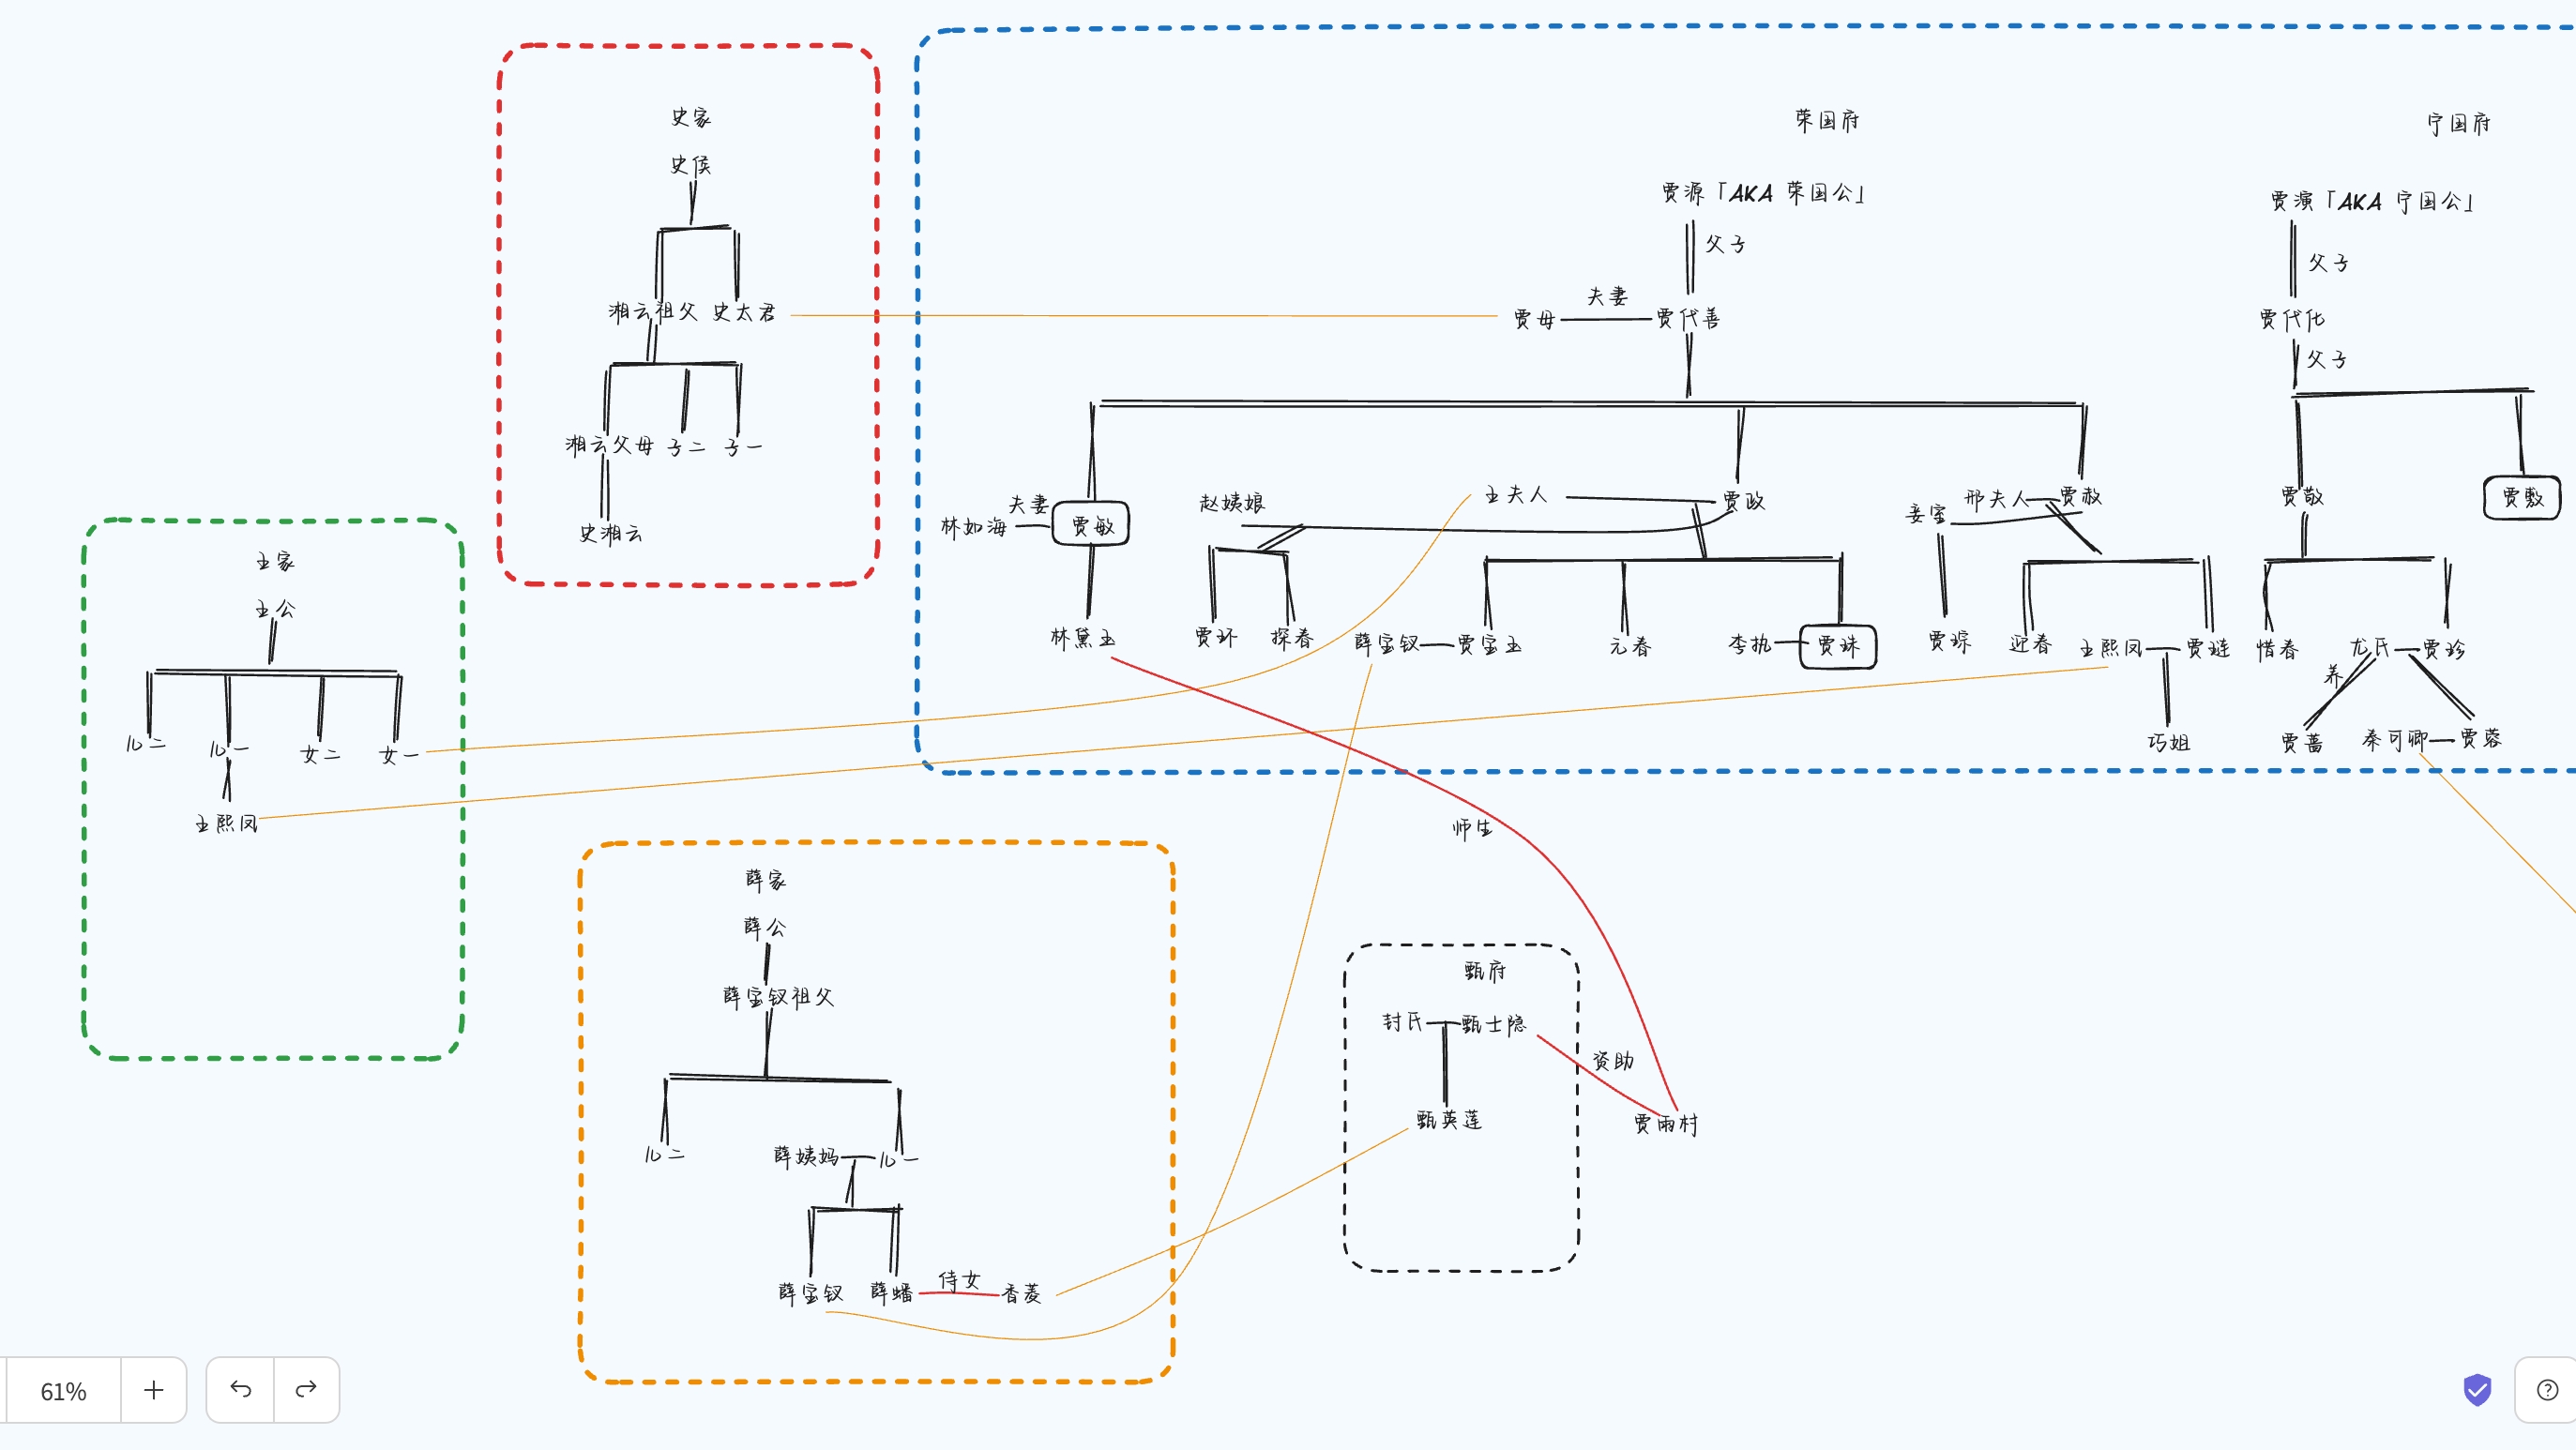 史家
史侯
湘云祖父 史太君
湘云父母 子二 子一
史湘云
荣国府
宁国府
贾源「AKA 荣国公」
贾演「AKA 宁国公」
父子
父子
夫妻
贾母 贾代善
贾代化
父子
夫妻
林如海 贾敏
赵姨娘
王夫人 贾政
妾室
邢夫人 贾赦
贾敬
贾敷
林黛玉
贾环 探春
薛宝钗 贾宝玉
元春
李执 贾珠
贾琮
迎春 王熙凤 贾琏
惜春
尤氏 贾珍
养
巧姐
贾蔷
秦可卿 贾蓉
王家
王公
儿二 儿一 女二 女一
王熙凤
师生
薛家
薛公
薛宝钗祖父
儿二
薛姨妈 儿一
薛宝钗 薛蟠 侍女 香菱
甄府
封氏 甄士隐
资助
甄英莲
贾雨村
61%